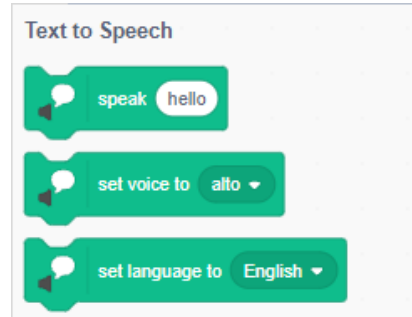 Text to Speech
speak hello
set voice to alto
set language to English